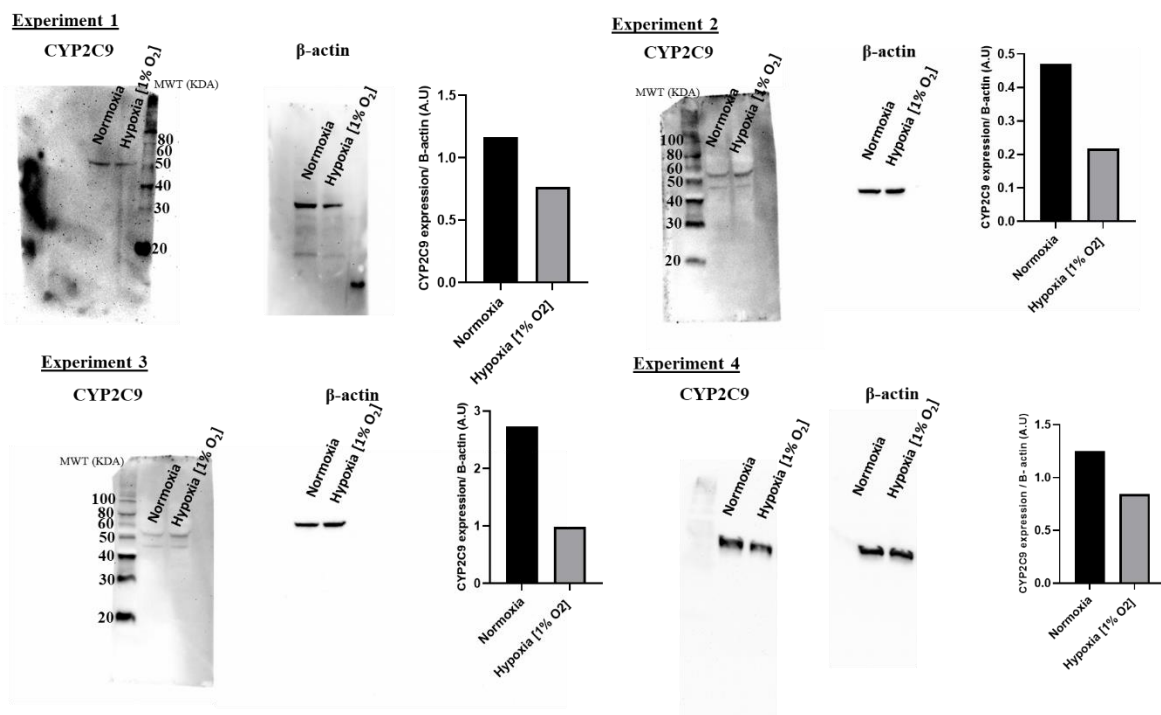 Experiment 1
CYP2C9
β-actin
MWT (KDA)
Normoxia
Hypoxia [1% O₂]
80
60
50
40
30
20
Normoxia
Hypoxia [1% O₂]
CYP2C9 expression/ B-actin (A.U)
1.5
1.0
0.5
0.0
Normoxia
Hypoxia [1% O2]
Experiment 2
CYP2C9
β-actin
MWT (KDA)
Normoxia
Hypoxia [1% O₂]
100
80
60
50
40
30
20
Normoxia
Hypoxia [1% O₂]
CYP2C9 expression/ B-actin (A.U)
0.5
0.4
0.3
0.2
0.1
0.0
Normoxia
Hypoxia [1% O2]
Experiment 3
CYP2C9
β-actin
MWT (KDA)
Normoxia
Hypoxia [1% O₂]
100
80
60
50
40
30
20
Normoxia
Hypoxia [1% O₂]
CYP2C9 expression/ B-actin (A.U)
3
2
1
0
Normoxia
Hypoxia [1% O2]
Experiment 4
CYP2C9
β-actin
Normoxia
Hypoxia [1% O₂]
Normoxia
Hypoxia [1% O₂]
CYP2C9 expression / B- actin (A.U)
1.5
1.0
0.5
0.0
Normoxia
Hypoxia [1% O2]